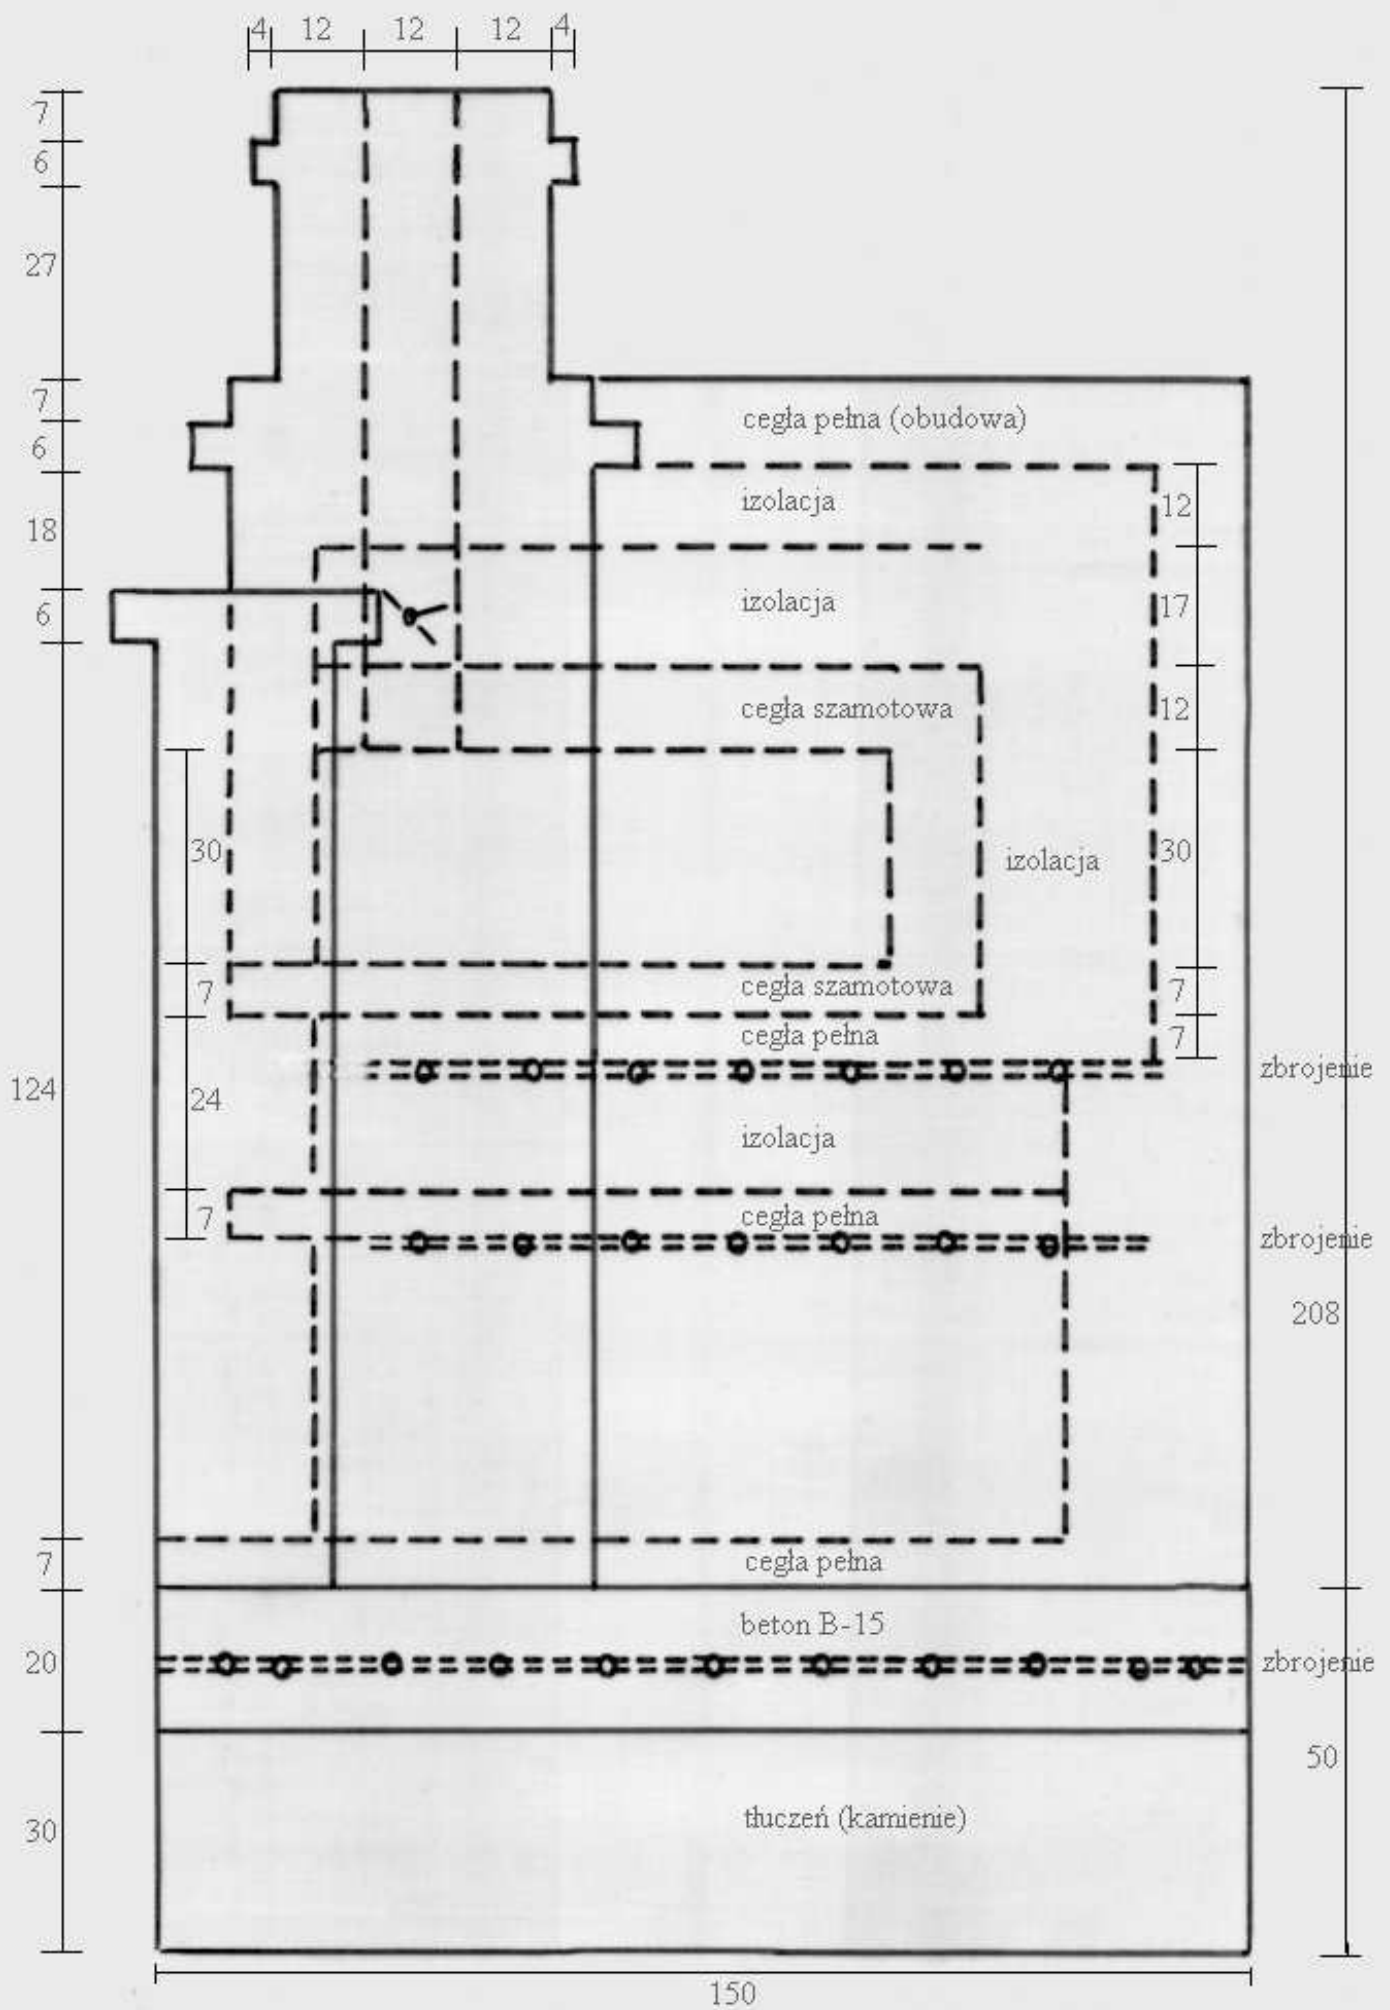 4 12 12 12 4
7
6
27
7
cegła pełna (obudowa)
6
izolacja
12
18
izolacja
17
6
cegła szamotowa
12
30
izolacja
30
cegła szamotowa
7
7
cegła pełna
7
zbrojenie
124
24
izolacja
cegła pełna
7
zbrojenie
208
7
cegła pełna
beton B-15
20
zbrojenie
50
tłuczeń (kamienie)
30
150